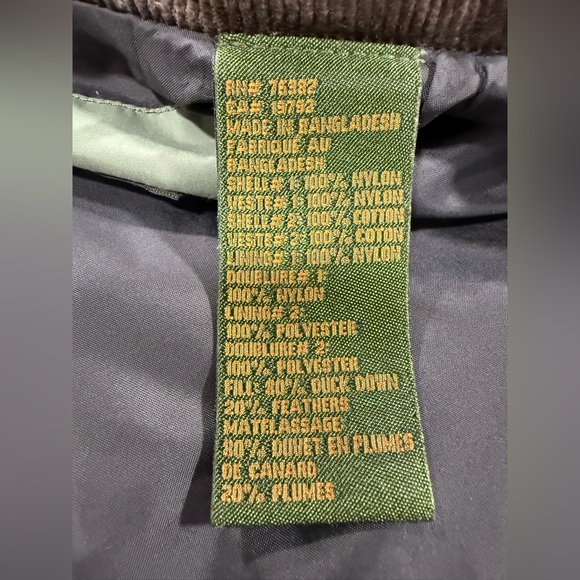 RN# 76382
CA# 19792
MADE IN BANGLADESH
FABRIQUE AU
BANGLADESH
SHELL# 1: 100% NYLON
VESTE# 1: 100% NYLON
SHELL# 2: 100% COTTON
VESTE# 2: 100% COTON
LINING# 1: 100% NYLON
DOUBLURE# 1:
100% NYLON
LINING# 2:
100% POLYESTER
DOUBLURE# 2
100% POLYESTER
FILL: 80% DUCK DOWN
20% FEATHERS
MATELASSAGE
80% DUVET EN PLUMES
DE CANARD
20% PLUMES